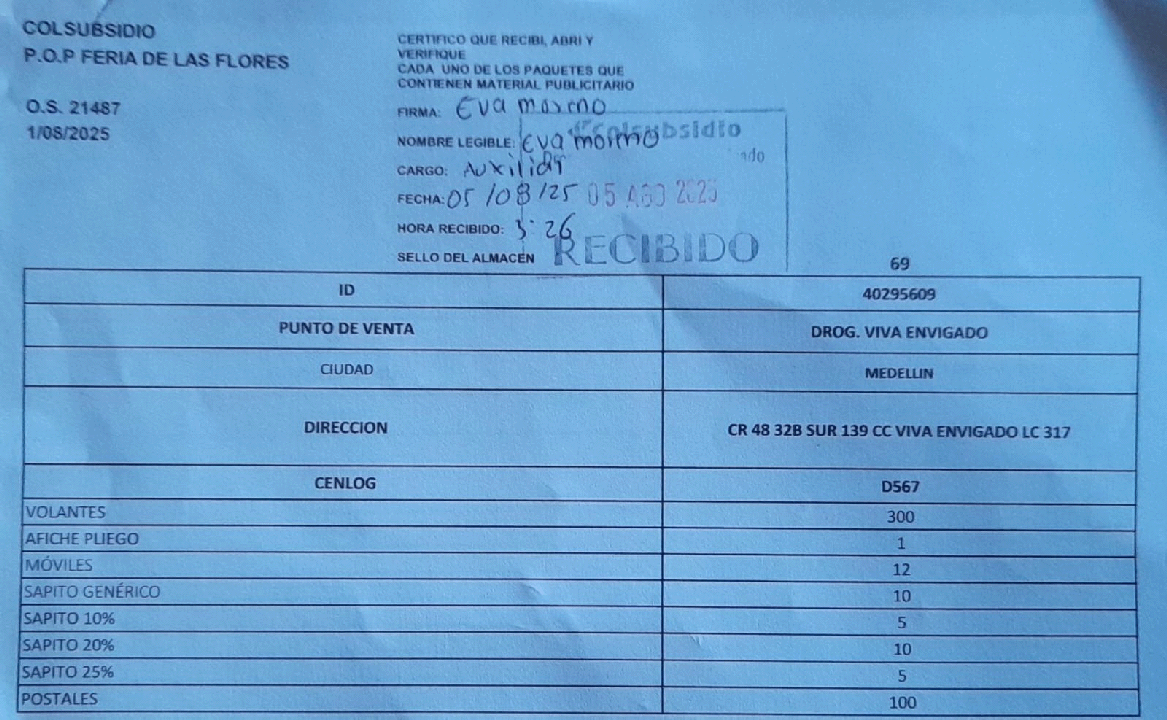 COLSUBSIDIO
P.O.P FERIA DE LAS FLORES
O.S. 21487
1/08/2025
CERTIFICO QUE RECIBI, ABRI Y
VERIFIQUE
CADA UNO DE LOS PAQUETES QUE
CONTIENEN MATERIAL PUBLICITARIO
FIRMA: Eva moreno
NOMBRE LEGIBLE: Eva moreno
Colsubsidio
CARGO: Auxiliar
FECHA: 05/08/25 05 AGO 2025
HORA RECIBIDO: 3:26
SELLO DEL ALMACÉN RECIBIDO
69
ID 40295609
PUNTO DE VENTA DROG. VIVA ENVIGADO
CIUDAD MEDELLIN
DIRECCION CR 48 32B SUR 139 CC VIVA ENVIGADO LC 317
CENLOG D567
VOLANTES 300
AFICHE PLIEGO 1
MÓVILES 12
SAPITO GENÉRICO 10
SAPITO 10% 5
SAPITO 20% 10
SAPITO 25% 5
POSTALES 100